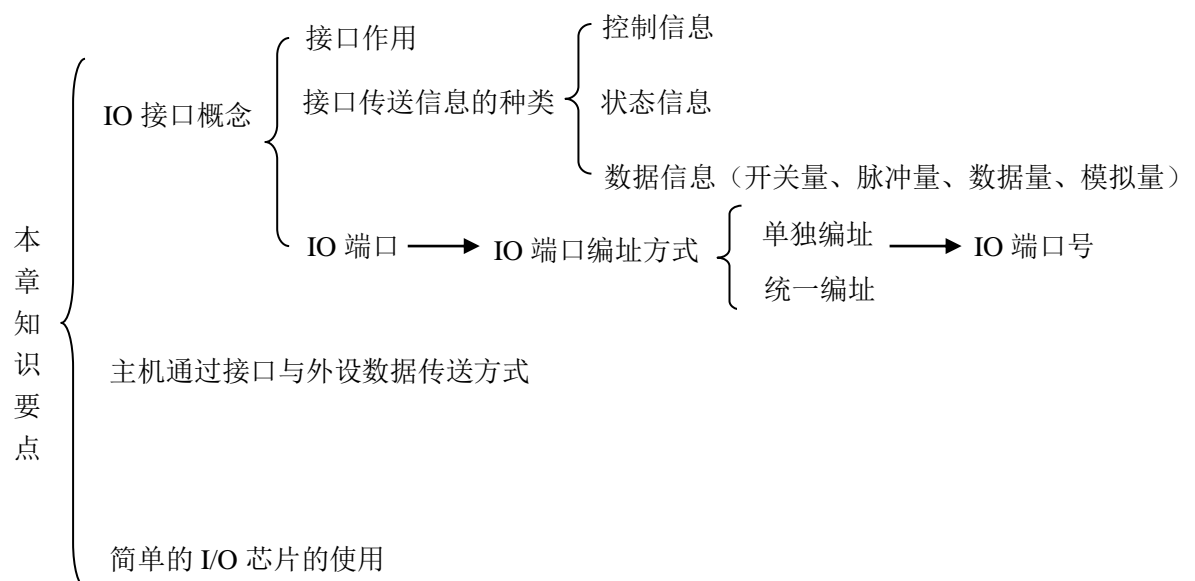 本章知识要点
IO 接口概念
接口作用
接口传送信息的种类
控制信息
状态信息
数据信息（开关量、脉冲量、数据量、模拟量）
IO 端口
IO 端口编址方式
单独编址
IO 端口号
统一编址
主机通过接口与外设数据传送方式
简单的 I/O 芯片的使用